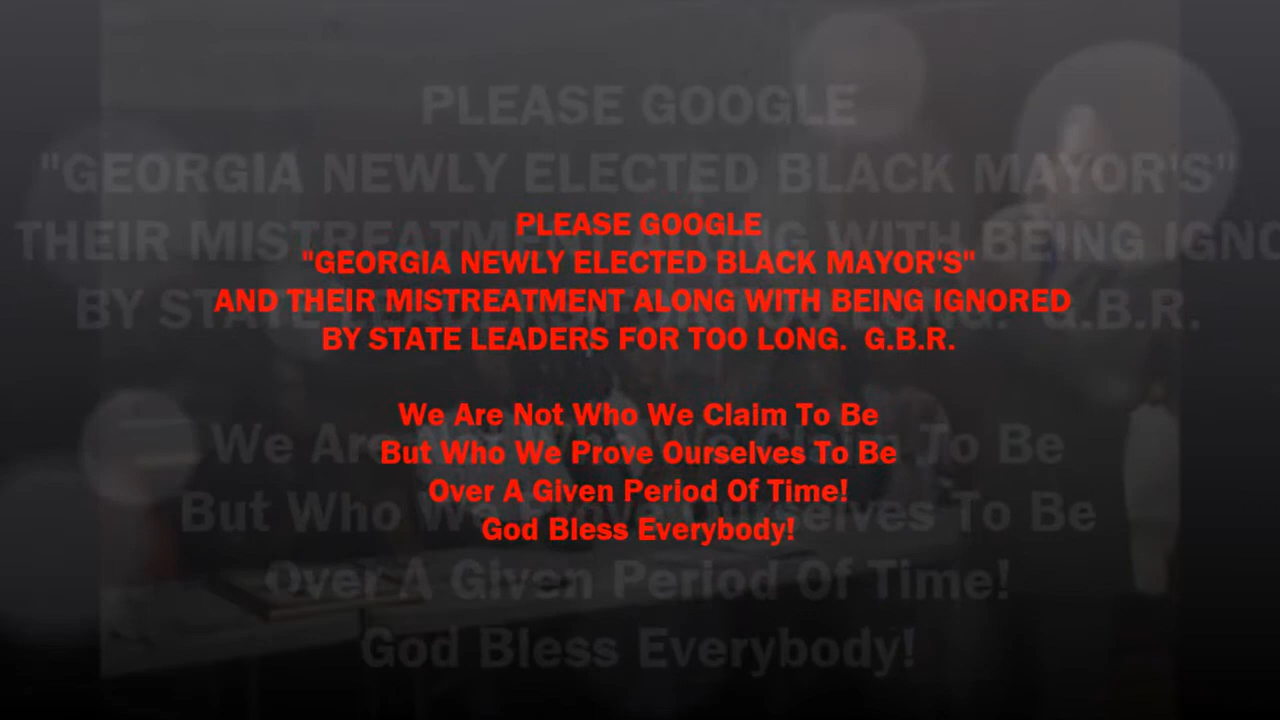 PLEASE GOOGLE
"GEORGIA NEWLY ELECTED BLACK MAYOR'S"
AND THEIR MISTREATMENT ALONG WITH BEING IGNORED
BY STATE LEADERS FOR TOO LONG.  G.B.R.
We Are Not Who We Claim To Be
But Who We Prove Ourselves To Be
Over A Given Period Of Time!
God Bless Everybody!